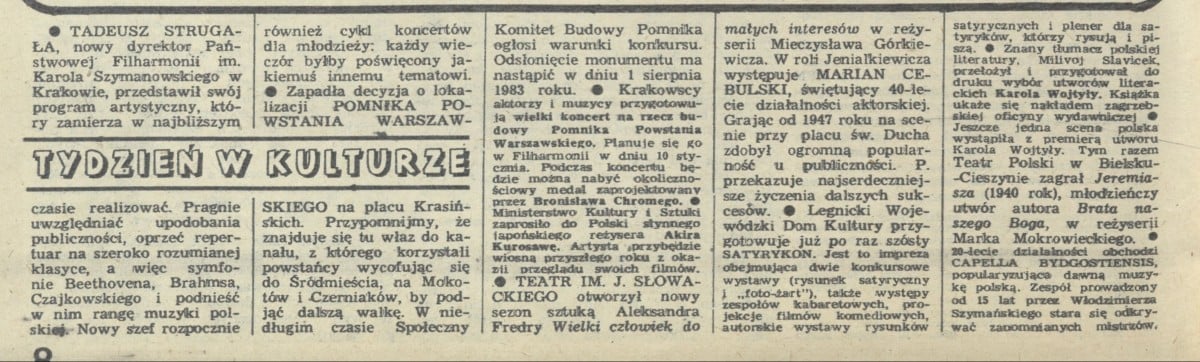 ● TADEUSZ STRUGA-
ŁA, nowy dyrektor Pań-
stwowej Filharmonii im.
Karola Szymanowskiego w
Krakowie, przedstawił swój
program artystyczny, któ-
ry zamierza w najbliższym
również cykl koncertów
dla młodzieży: każdy wie-
czór byłby poświęcony ja-
kiemuś innemu tematowi.
● Zapadła decyzja o loka-
lizacji POMNIKA PO-
WSTANIA WARSZAW-
TYDZIEŃ W KULTURZE
czasie realizować. Pragnie
uwzględniać upodobania
publiczności, oprzeć reper-
tuar na szeroko rozumianej
klasyce, a więc symfo-
nie Beethovena, Brahmsa,
Czajkowskiego i podnieść
w nim rangę muzyki pol-
skiej. Nowy szef rozpocznie
SKIEGO na placu Krasiń-
skich. Przypomnijmy, że
znajduje się tu właz do ka-
nału, z którego korzystali
powstańcy wycofując się
do Śródmieścia, na Moko-
tów i Czerniaków, by pod-
jąć dalszą walkę. W nie-
długim czasie Społeczny
Komitet Budowy Pomnika
ogłosi warunki konkursu.
Odsłonięcie monumentu ma
nastąpić w dniu 1 sierpnia
1983 roku. ● Krakowscy
aktorzy i muzycy przygotowu-
ją wielki koncert na rzecz bu-
dowy Pomnika Powstania
Warszawskiego. Planuje się go
w Filharmonii w dniu 10 sty-
cznia. Podczas koncertu bę-
dzie można nabyć okoliczno-
ściowy medal zaprojektowany
przez Bronisława Chromego. ●
Ministerstwo Kultury i Sztuki
zaprosiło do Polski słynnego
japońskiego reżysera Akira
Kurosawę. Artysta przybędzie
wiosną przyszłego roku z oka-
zji przeglądu swoich filmów.
● TEATR IM. J. SŁOWA-
CKIEGO otworzył nowy
sezon sztuką Aleksandra
Fredry Wielki człowiek do
małych interesów w reży-
serii Mieczysława Górkie-
wicza. W roli Jenialkiewicza
występuje MARIAN CE-
BULSKI, świętujący 40-le-
cie działalności aktorskiej.
Grając od 1947 roku na sce-
nie przy placu św. Ducha
zdobył ogromną popular-
ność u publiczności. P.
przekazuje najserdeczniej-
sze życzenia dalszych suk-
cesów. ● Legnicki Woje-
wódzki Dom Kultury przy-
gotowuje już po raz szósty
SATYRYKON. Jest to impreza
obejmująca dwie konkursowe
wystawy (rysunek satyryczny
i „foto-żart"), także występy
zespołów kabaretowych, pro-
jekcje filmów komediowych,
autorskie wystawy rysunków
satyrycznych i plener dla sa-
tyryków, którzy rysują i pi-
szą. ● Znany tłumacz polskiej
literatury, Milivoj Slavicek,
przełożył i przygotował do
druku wybór utworów litera-
ckich Karola Wojtyły. Książka
ukaże się nakładem zagrzeb-
skiej oficyny wydawniczej ●
Jeszcze jedna scena polska
wystąpiła z premierą utworu
Karola Wojtyły. Tym razem
Teatr Polski w Bielsku-
-Cieszynie zagrał Jeremia-
sza (1940 rok), młodzieńczy
utwór autora Brata na-
szego Boga, w reżyserii
Marka Mokrowieckiego. ●
20-lecie działalności obchodzi
CAPELLA BYDGOSTIENSIS,
popularyzująca dawną muzy-
kę polską. Zespół prowadzony
od 15 lat przez Włodzimierza
Szymańskiego stara się odkry-
wać zapomnianych mistrzów.
8